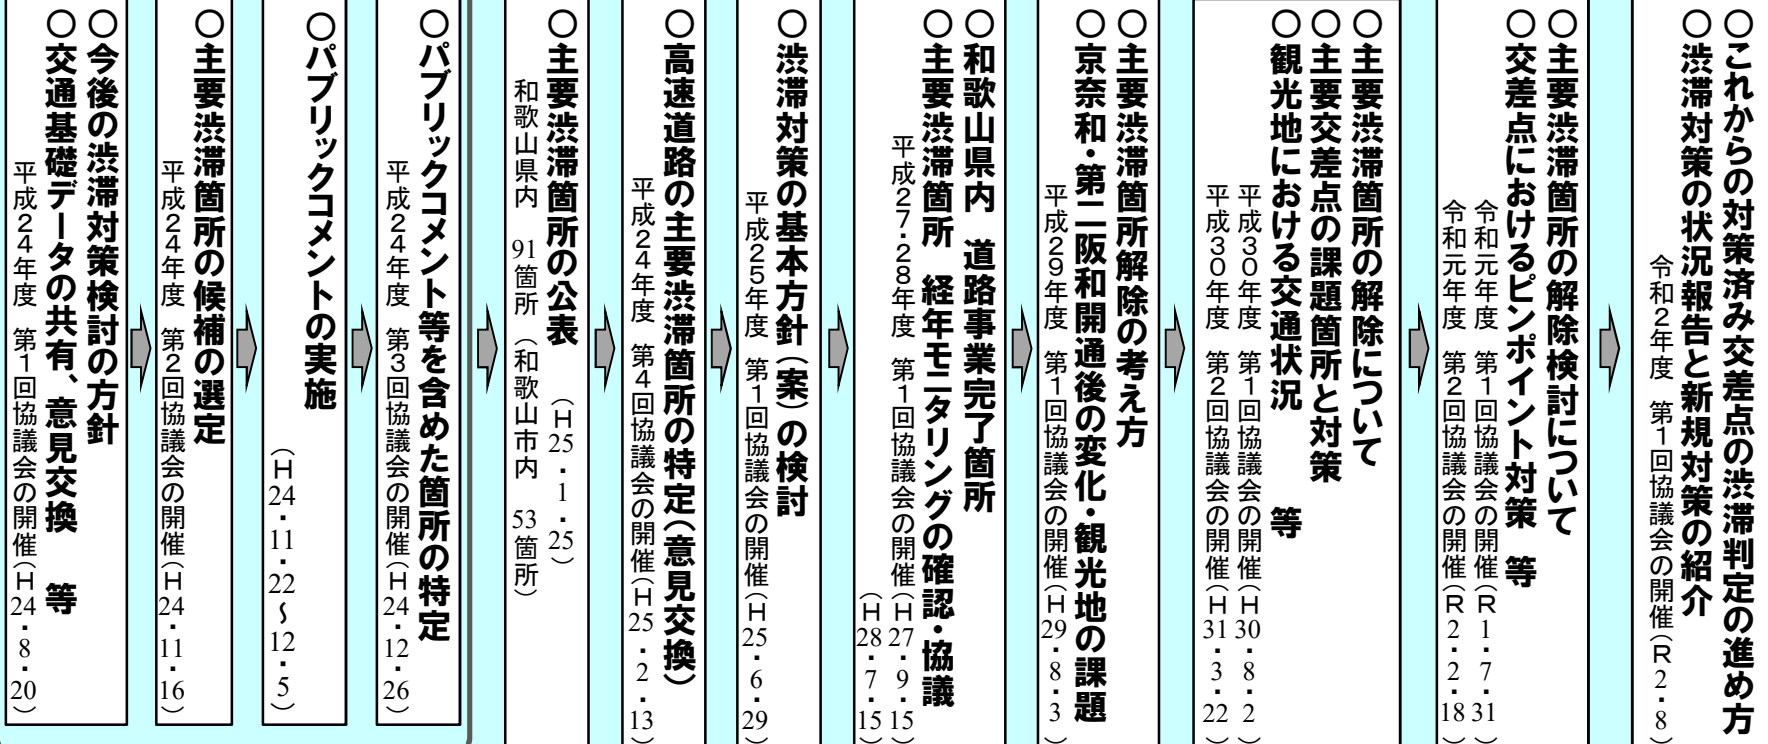 ○今後の渋滞対策検討の方針
○交通基礎データの共有、意見交換　等
平成２４年度　第１回協議会の開催（Ｈ24・8・20）
○主要渋滞箇所の候補の選定
平成２４年度　第２回協議会の開催（Ｈ24・11・16）
○パブリックコメントの実施
（Ｈ24・11・22～12・5）
○パブリックコメント等を含めた箇所の特定
平成２４年度　第３回協議会の開催（Ｈ24・12・26）
○主要渋滞箇所の公表　（Ｈ25・1・25）
和歌山県内　91箇所　（和歌山市内　53箇所）
○高速道路の主要渋滞箇所の特定（意見交換）
平成２４年度　第４回協議会の開催（Ｈ25・2・13）
○渋滞対策の基本方針（案）の検討
平成２５年度　第１回協議会の開催（Ｈ25・6・29）
○和歌山県内　道路事業完了箇所
○主要渋滞箇所　経年モニタリングの確認・協議
平成２７・２８年度　第１回協議会の開催（Ｈ27・9・15）
（Ｈ28・7・15）
○主要渋滞箇所解除の考え方
○京奈和・第二阪和開通後の変化・観光地の課題
平成２９年度　第１回協議会の開催（Ｈ29・8・3）
○主要渋滞箇所の解除について
○主要交差点の課題箇所と対策
○観光地における交通状況　等
平成３０年度　第１回協議会の開催（Ｈ30・8・2）
平成３０年度　第２回協議会の開催（Ｈ31・3・22）
○主要渋滞箇所の解除検討について
○交差点におけるピンポイント対策　等
令和元年度　第１回協議会の開催（Ｒ1・7・31）
令和元年度　第２回協議会の開催（Ｒ2・2・18）
○これからの対策済み交差点の渋滞判定の進め方
○渋滞対策の状況報告と新規対策の紹介
令和２年度　第１回協議会の開催（Ｒ2・8）